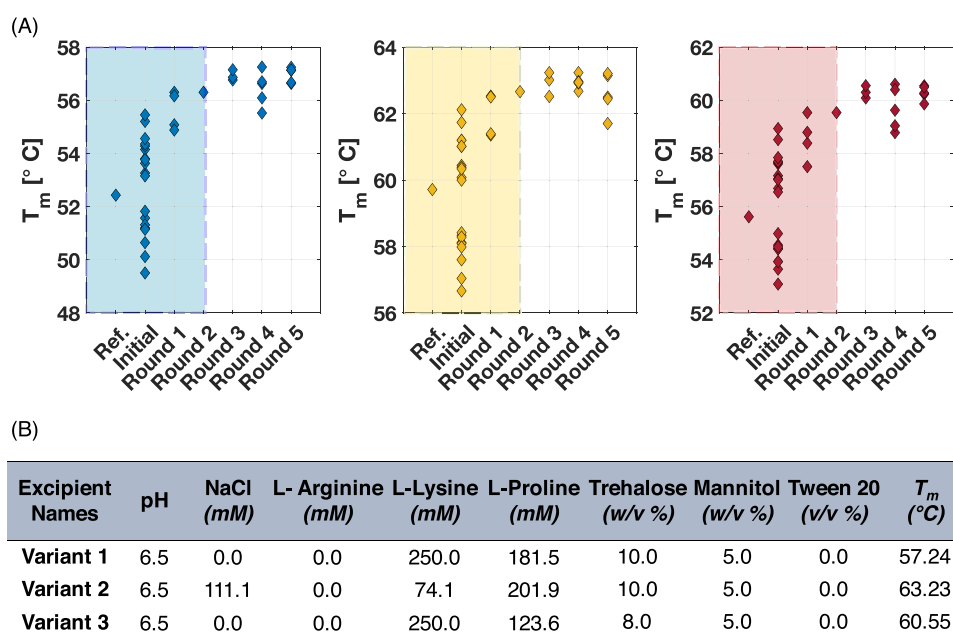 (A)
58
56
54
52
50
48
T_m [° C]
Ref.
Initial
Round 1
Round 2
Round 3
Round 4
Round 5
64
62
60
58
56
T_m [° C]
Ref.
Initial
Round 1
Round 2
Round 3
Round 4
Round 5
62
60
58
56
54
52
T_m [° C]
Ref.
Initial
Round 1
Round 2
Round 3
Round 4
Round 5
(B)
Excipient Names pH NaCl (mM) L- Arginine (mM) L-Lysine (mM) L-Proline (mM) Trehalose (w/v %) Mannitol (w/v %) Tween 20 (v/v %) T_m (°C)
Variant 1 6.5 0.0 0.0 250.0 181.5 10.0 5.0 0.0 57.24
Variant 2 6.5 111.1 0.0 74.1 201.9 10.0 5.0 0.0 63.23
Variant 3 6.5 0.0 0.0 250.0 123.6 8.0 5.0 0.0 60.55